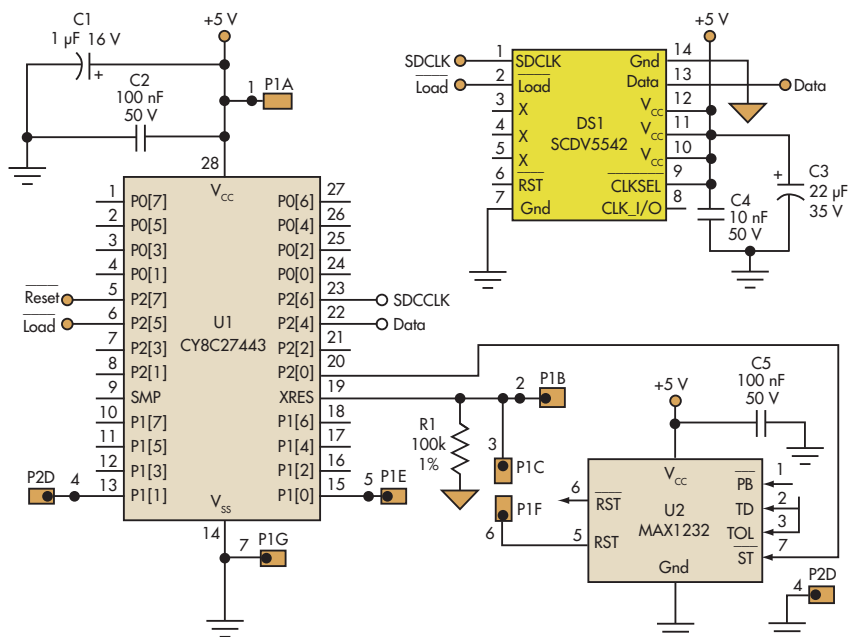 C1
1 µF 16 V
+
C2
100 nF
50 V
+5 V
1 P1A
28
V_CC
1 P0[7]
2 P0[5]
3 P0[3]
4 P0[1]
Reset 5 P2[7]
Load 6 P2[5]
7 P2[3]
8 P2[1]
9 SMP
10 P1[7]
11 P1[5]
12 P1[3]
P2D 4 13 P1[1]
U1
CY8C27443
P0[6] 27
P0[4] 26
P0[2] 25
P0[0] 24
P2[6] 23 SDCCLK
P2[4] 22 Data
P2[2] 21
P2[0] 20
XRES 19
P1[6] 18
P1[4] 17
P1[2] 16
P1[0] 15 5 P1E
V_SS
14
7 P1G
SDCLK 1 SDCLK
Load 2 Load
3 X
4 X
5 X
6 RST
7 Gnd
DS1
SCDV5542
+5 V
14 Gnd
13 Data Data
12 V_CC
11 V_CC
10 V_CC
9 CLKSEL
8 CLK_I/O
C4
10 nF
50 V
+
C3
22 µF
35 V
2 P1B
R1
100k
1%
3
P1C
P1F
6
+5 V
C5
100 nF
50 V
V_CC
6 RST
5 RST
U2
MAX1232
PB 1
TD 2
TOL 3
ST 7
Gnd
4 P2D